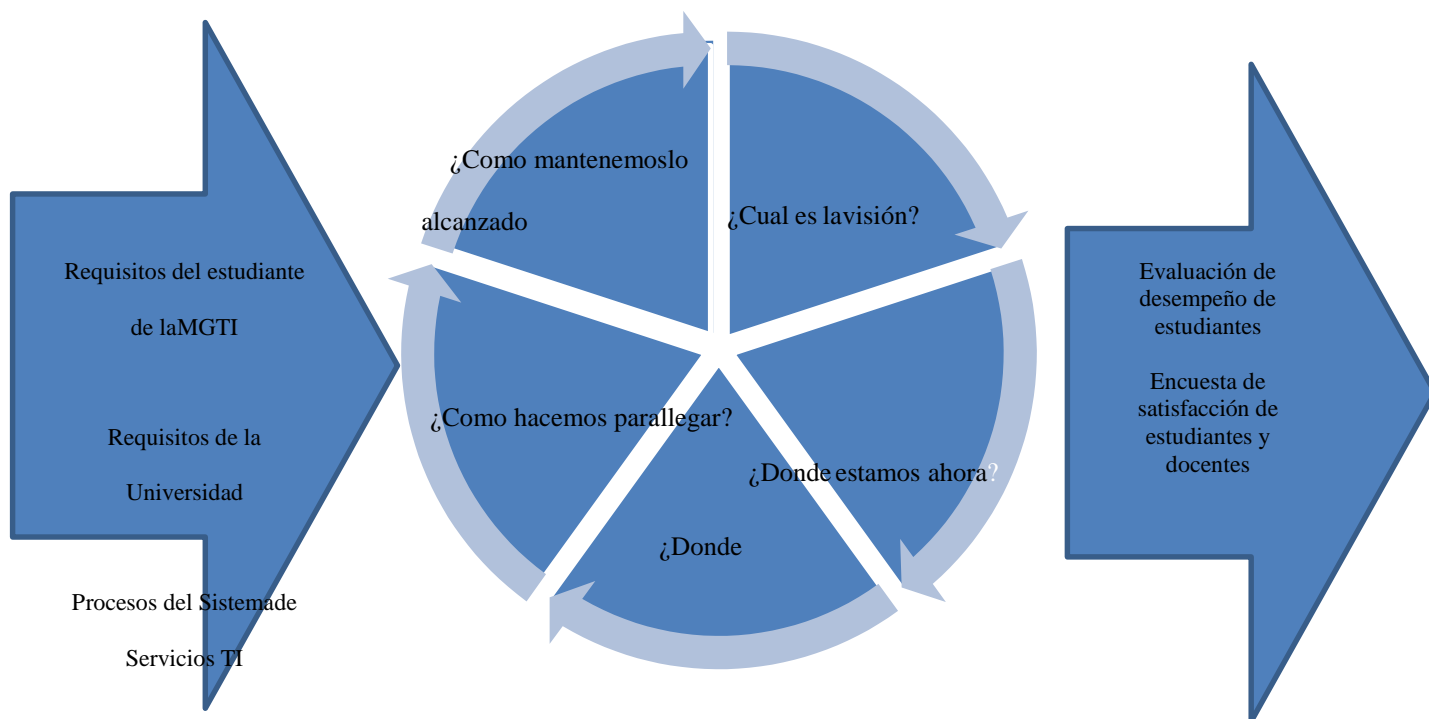 Requisitos del estudiante
de laMGTI
Requisitos de la
Universidad
Procesos del Sistemade
Servicios TI
¿Como mantenemoslo
alcanzado
¿Cual es lavisión?
¿Como hacemos parallegar?
¿Donde estamos ahora?
¿Donde
Evaluación de
desempeño de
estudiantes
Encuesta de
satisfacción de
estudiantes y
docentes